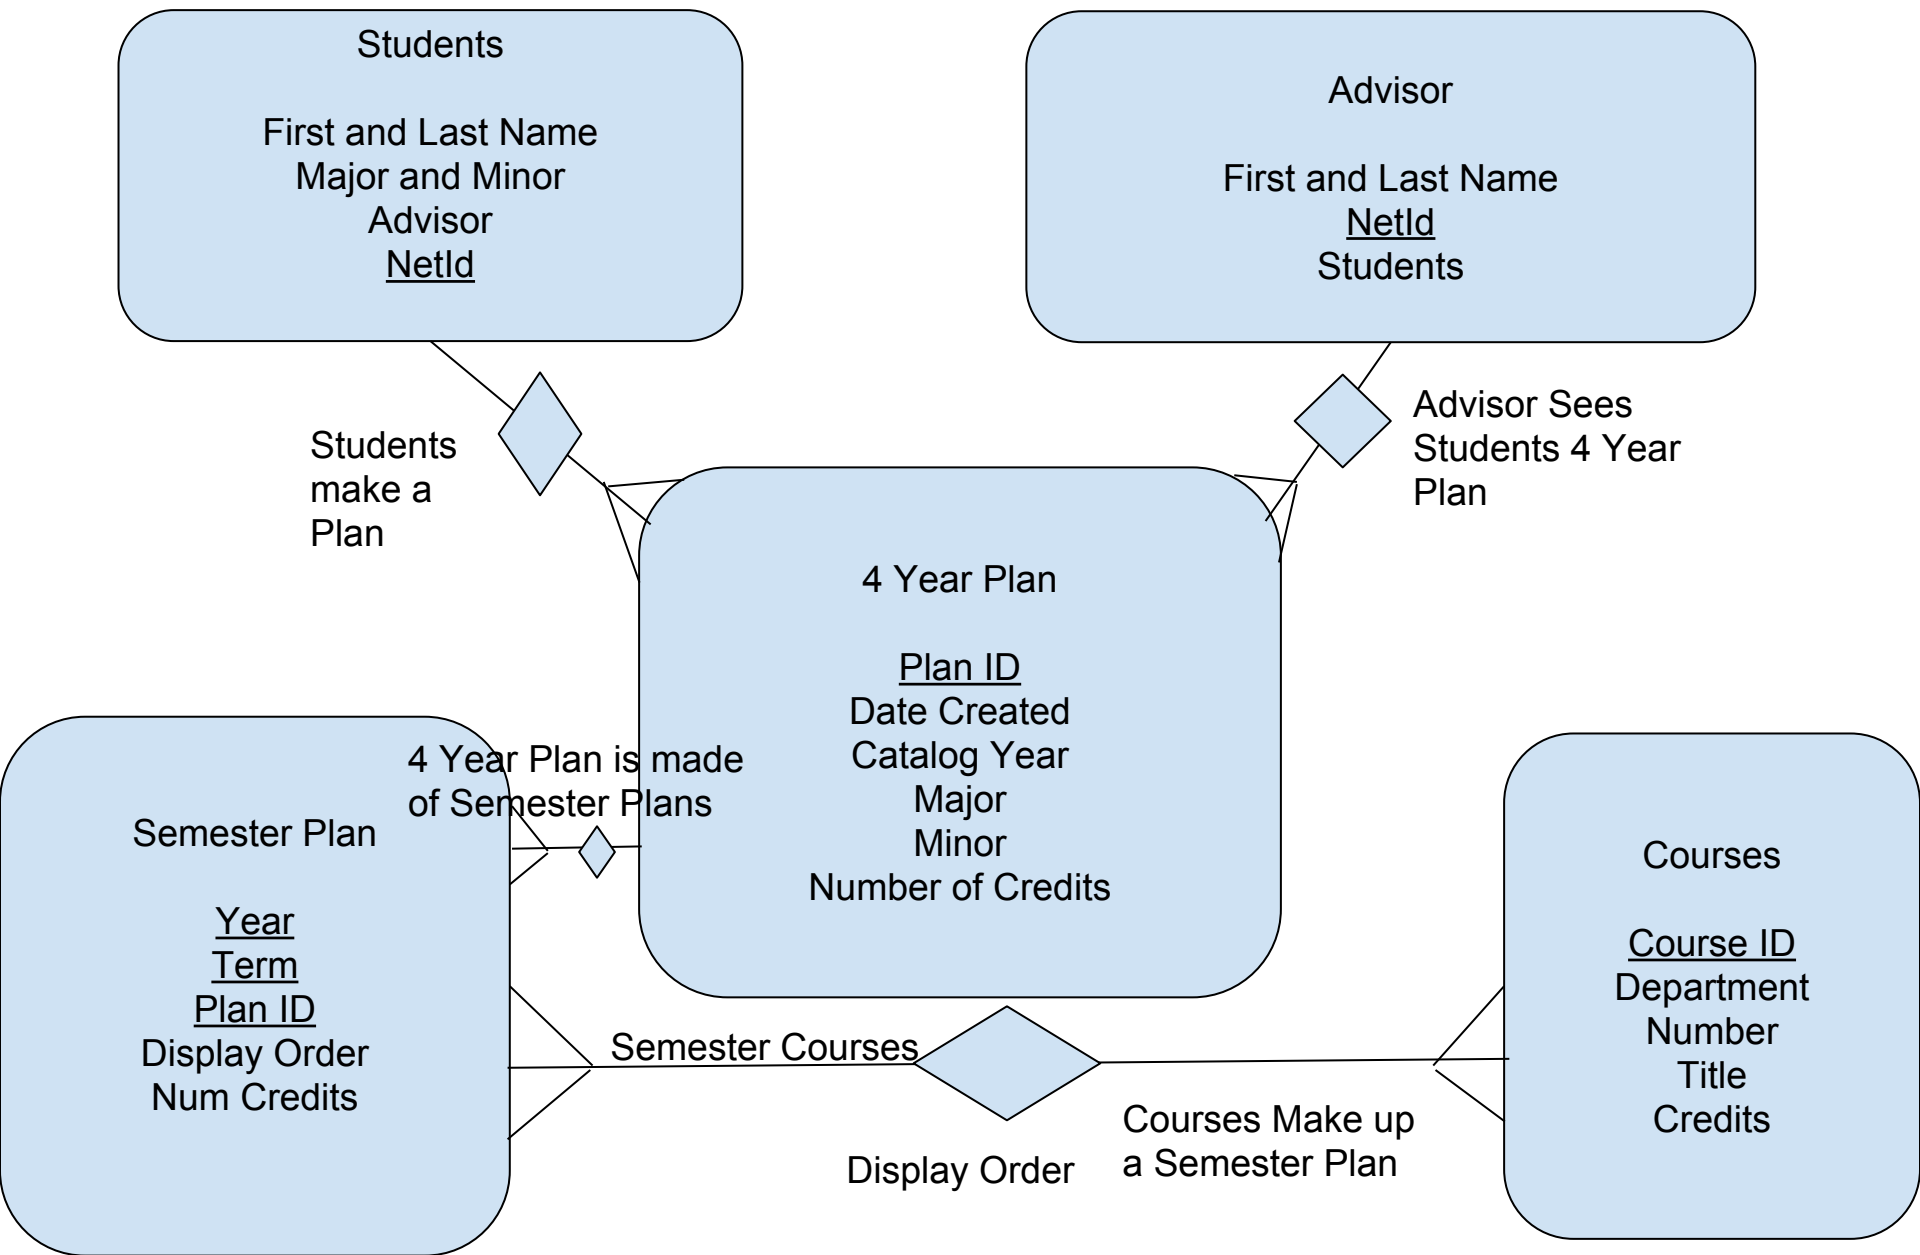 Students
First and Last Name
Major and Minor
Advisor
NetId
Advisor
First and Last Name
NetId
Students
Students
make a
Plan
Advisor Sees
Students 4 Year
Plan
4 Year Plan
Plan ID
Date Created
Catalog Year
Major
Minor
Number of Credits
4 Year Plan is made
of Semester Plans
Semester Plan
Year
Term
Plan ID
Display Order
Num Credits
Courses
Course ID
Department
Number
Title
Credits
Semester Courses
Display Order
Courses Make up
a Semester Plan